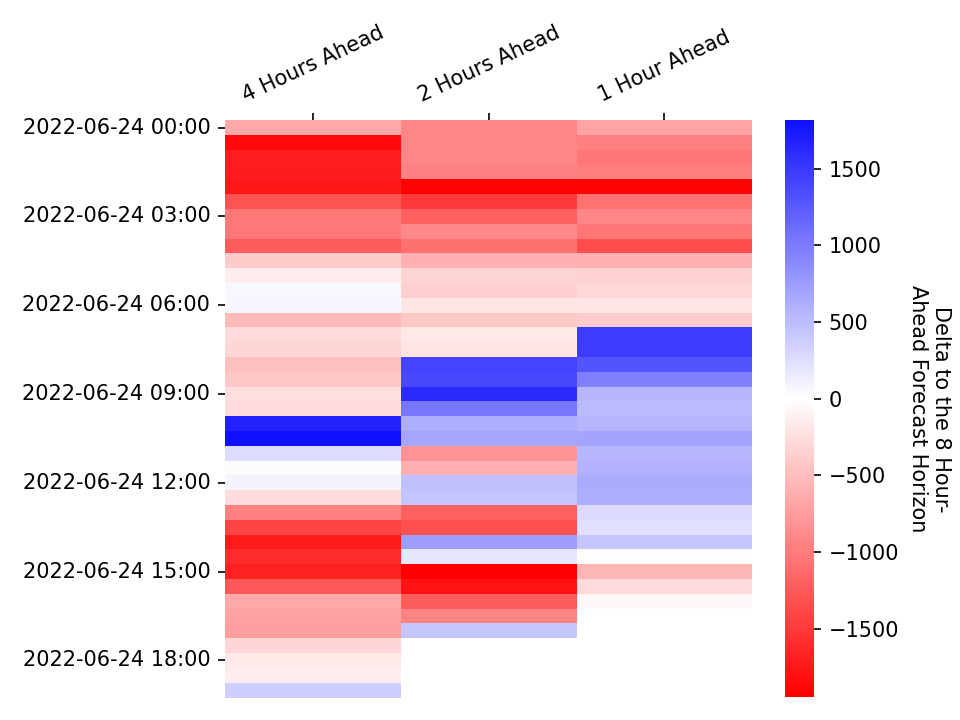 4 Hours Ahead
2 Hours Ahead
1 Hour Ahead
2022-06-24 00:00
2022-06-24 03:00
2022-06-24 06:00
2022-06-24 09:00
2022-06-24 12:00
2022-06-24 15:00
2022-06-24 18:00
1500
1000
500
0
−500
−1000
−1500
Delta to the 8 Hour-
Ahead Forecast Horizon